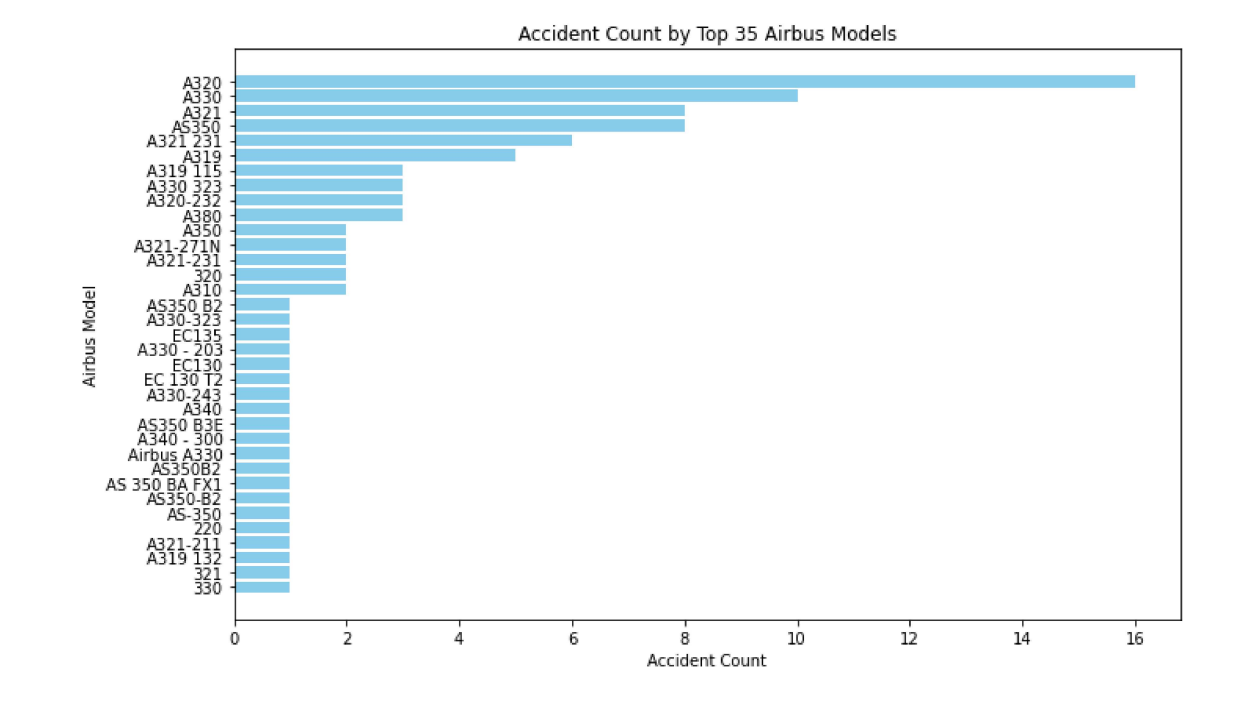 Accident Count by Top 35 Airbus Models
A320
A330
A321
AS350
A321 231
A319
A319 115
A330 323
A320-232
A380
A350
A321-271N
A321-231
320
A310
AS350 B2
A330-323
EC135
A330 - 203
EC130
EC 130 T2
A330-243
A340
AS350 B3E
A340 - 300
Airbus A330
AS350B2
AS 350 BA FX1
AS350-B2
AS-350
220
A321-211
A319 132
321
330
Airbus Model
0 2 4 6 8 10 12 14 16
Accident Count